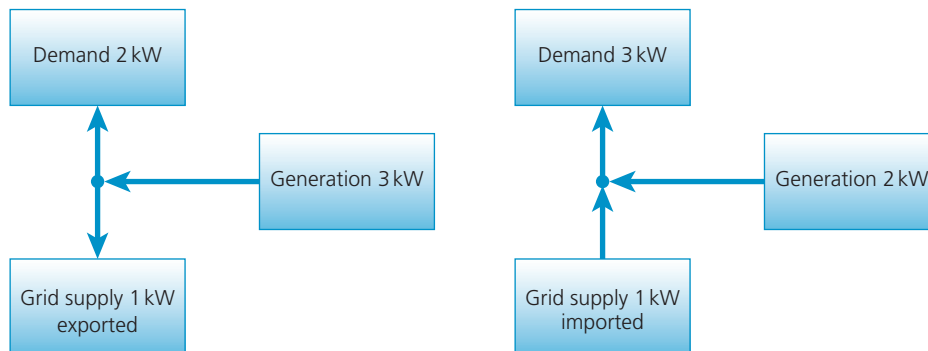 Demand 2 kW
Generation 3 kW
Grid supply 1 kW
exported
Demand 3 kW
Generation 2 kW
Grid supply 1 kW
imported